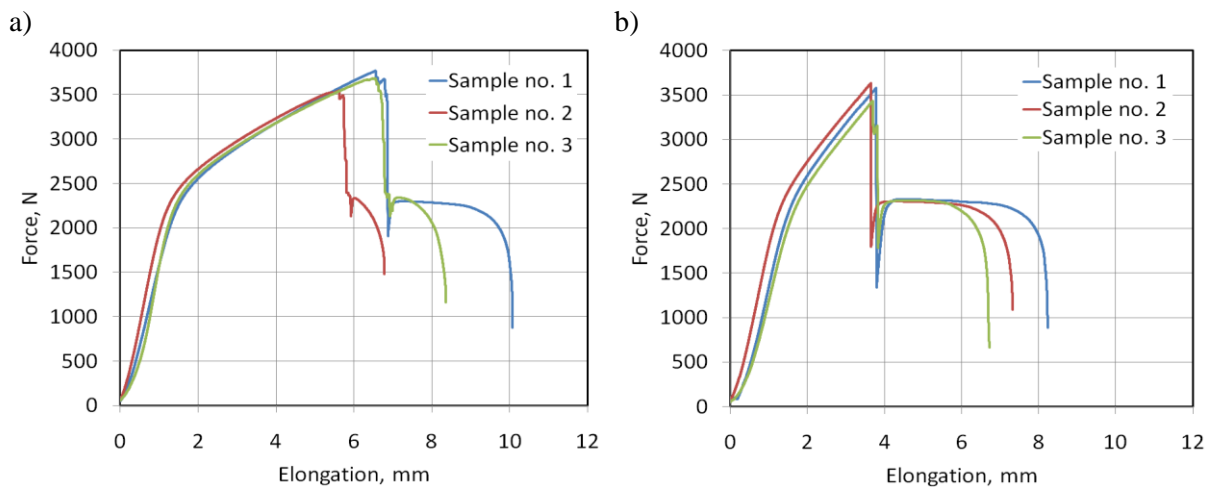 a)
4000
3500
3000
2500
2000
1500
1000
500
0
Force, N
0 2 4 6 8 10 12
Elongation, mm
Sample no. 1
Sample no. 2
Sample no. 3
b)
4000
3500
3000
2500
2000
1500
1000
500
0
Force, N
0 2 4 6 8 10 12
Elongation, mm
Sample no. 1
Sample no. 2
Sample no. 3